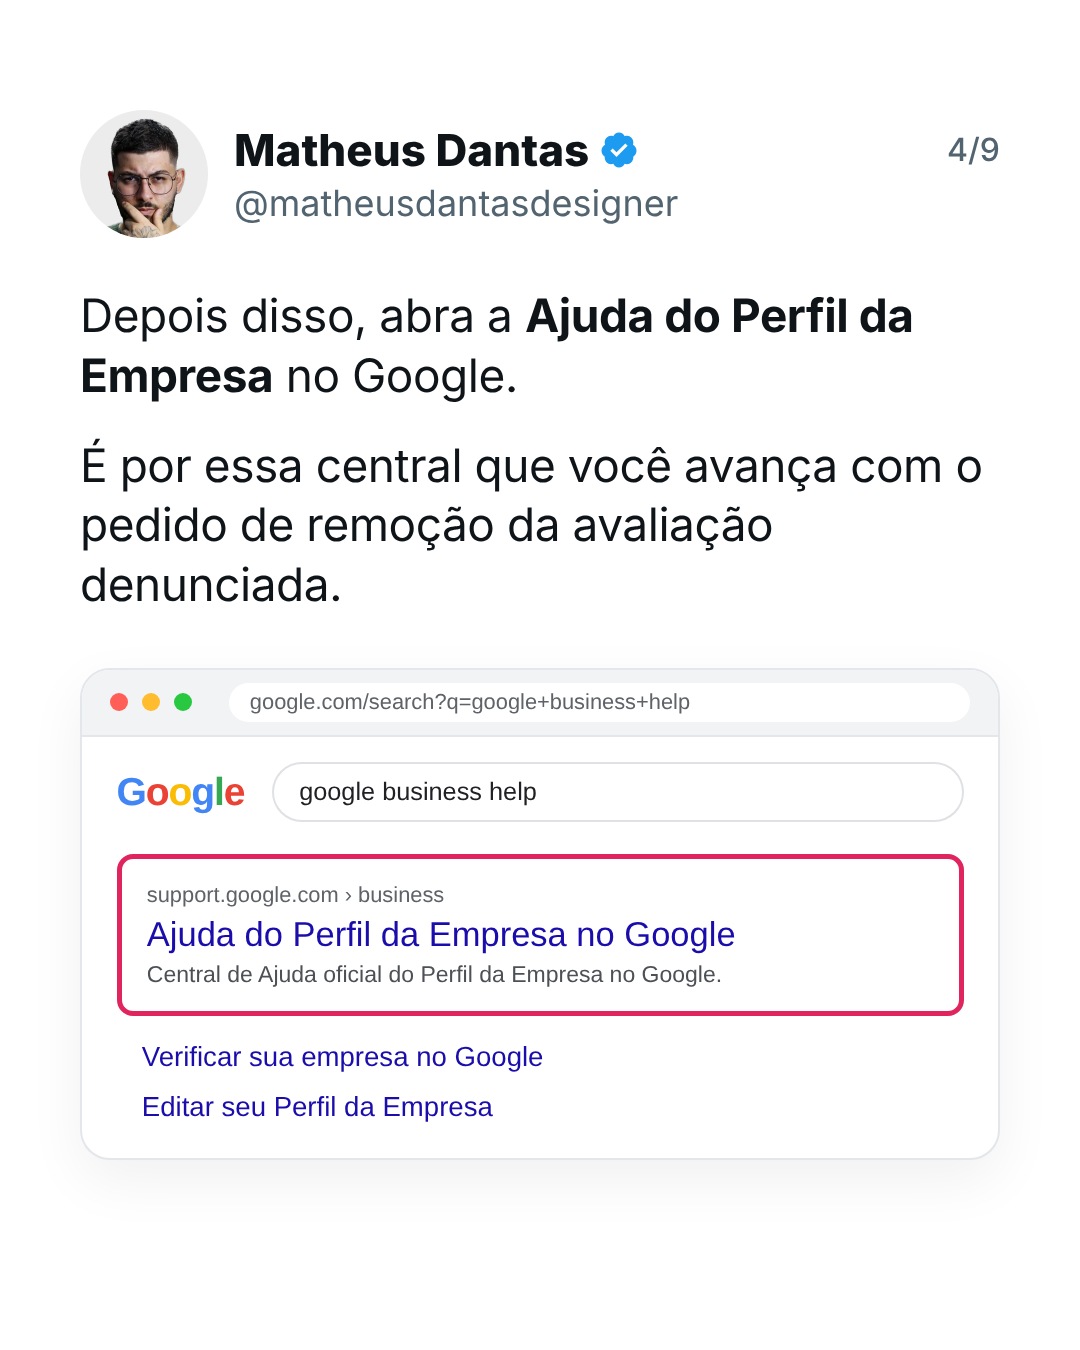 Matheus Dantas
4/9
@matheusdantasdesigner
Depois disso, abra a Ajuda do Perfil da
Empresa no Google.
É por essa central que você avança com o
pedido de remoção da avaliação
denunciada.
google.com/search?q=google+business+help
Google
google business help
support.google.com › business
Ajuda do Perfil da Empresa no Google
Central de Ajuda oficial do Perfil da Empresa no Google.
Verificar sua empresa no Google
Editar seu Perfil da Empresa